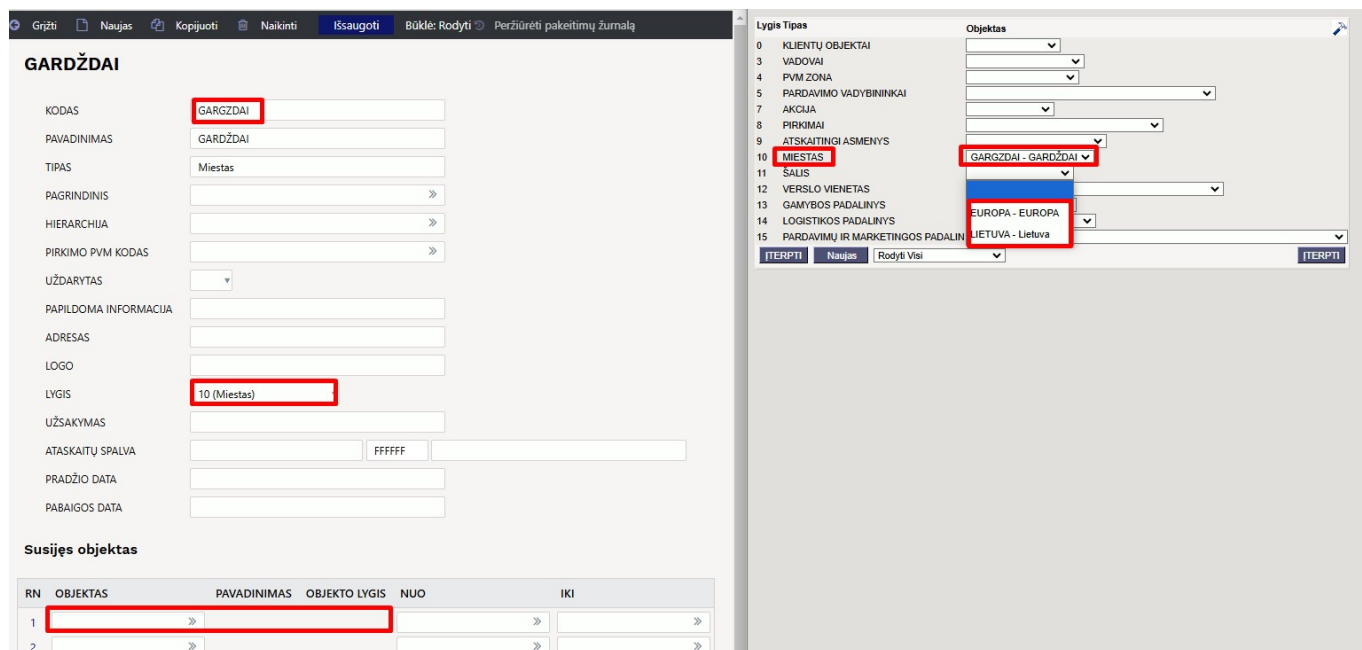 Grįžti Naujas Kopijuoti Naikinti Išsaugoti Būklė: Rodyti Peržiūrėti pakeitimų žurnalą
GARDŽDAI
KODAS GARGZDAI
PAVADINIMAS GARDŽDAI
TIPAS Miestas
PAGRINDINIS
HIERARCHIJA
PIRKIMO PVM KODAS
UŽDARYTAS
PAPILDOMA INFORMACIJA
ADRESAS
LOGO
LYGIS 10 (Miestas)
UŽSAKYMAS
ATASKAITŲ SPALVA FFFFFF
PRADŽIO DATA
PABAIGOS DATA
Susijęs objektas
RN OBJEKTAS PAVADINIMAS OBJEKTO LYGIS NUO IKI
1
2
Lygis Tipas Objektas
0 KLIENTŲ OBJEKTAI
3 VADOVAI
4 PVM ZONA
5 PARDAVIMO VADYBININKAI
7 AKCIJA
8 PIRKIMAI
9 ATSKAITINGI ASMENYS
10 MIESTAS GARGZDAI - GARDŽDAI
11 ŠALIS
12 VERSLO VIENETAS
13 GAMYBOS PADALINYS
EUROPA - EUROPA
14 LOGISTIKOS PADALINYS
15 PARDAVIMŲ IR MARKETINGOS PADALIN
LIETUVA - Lietuva
ĮTERPTI Naujas Rodyti Visi ĮTERPTI